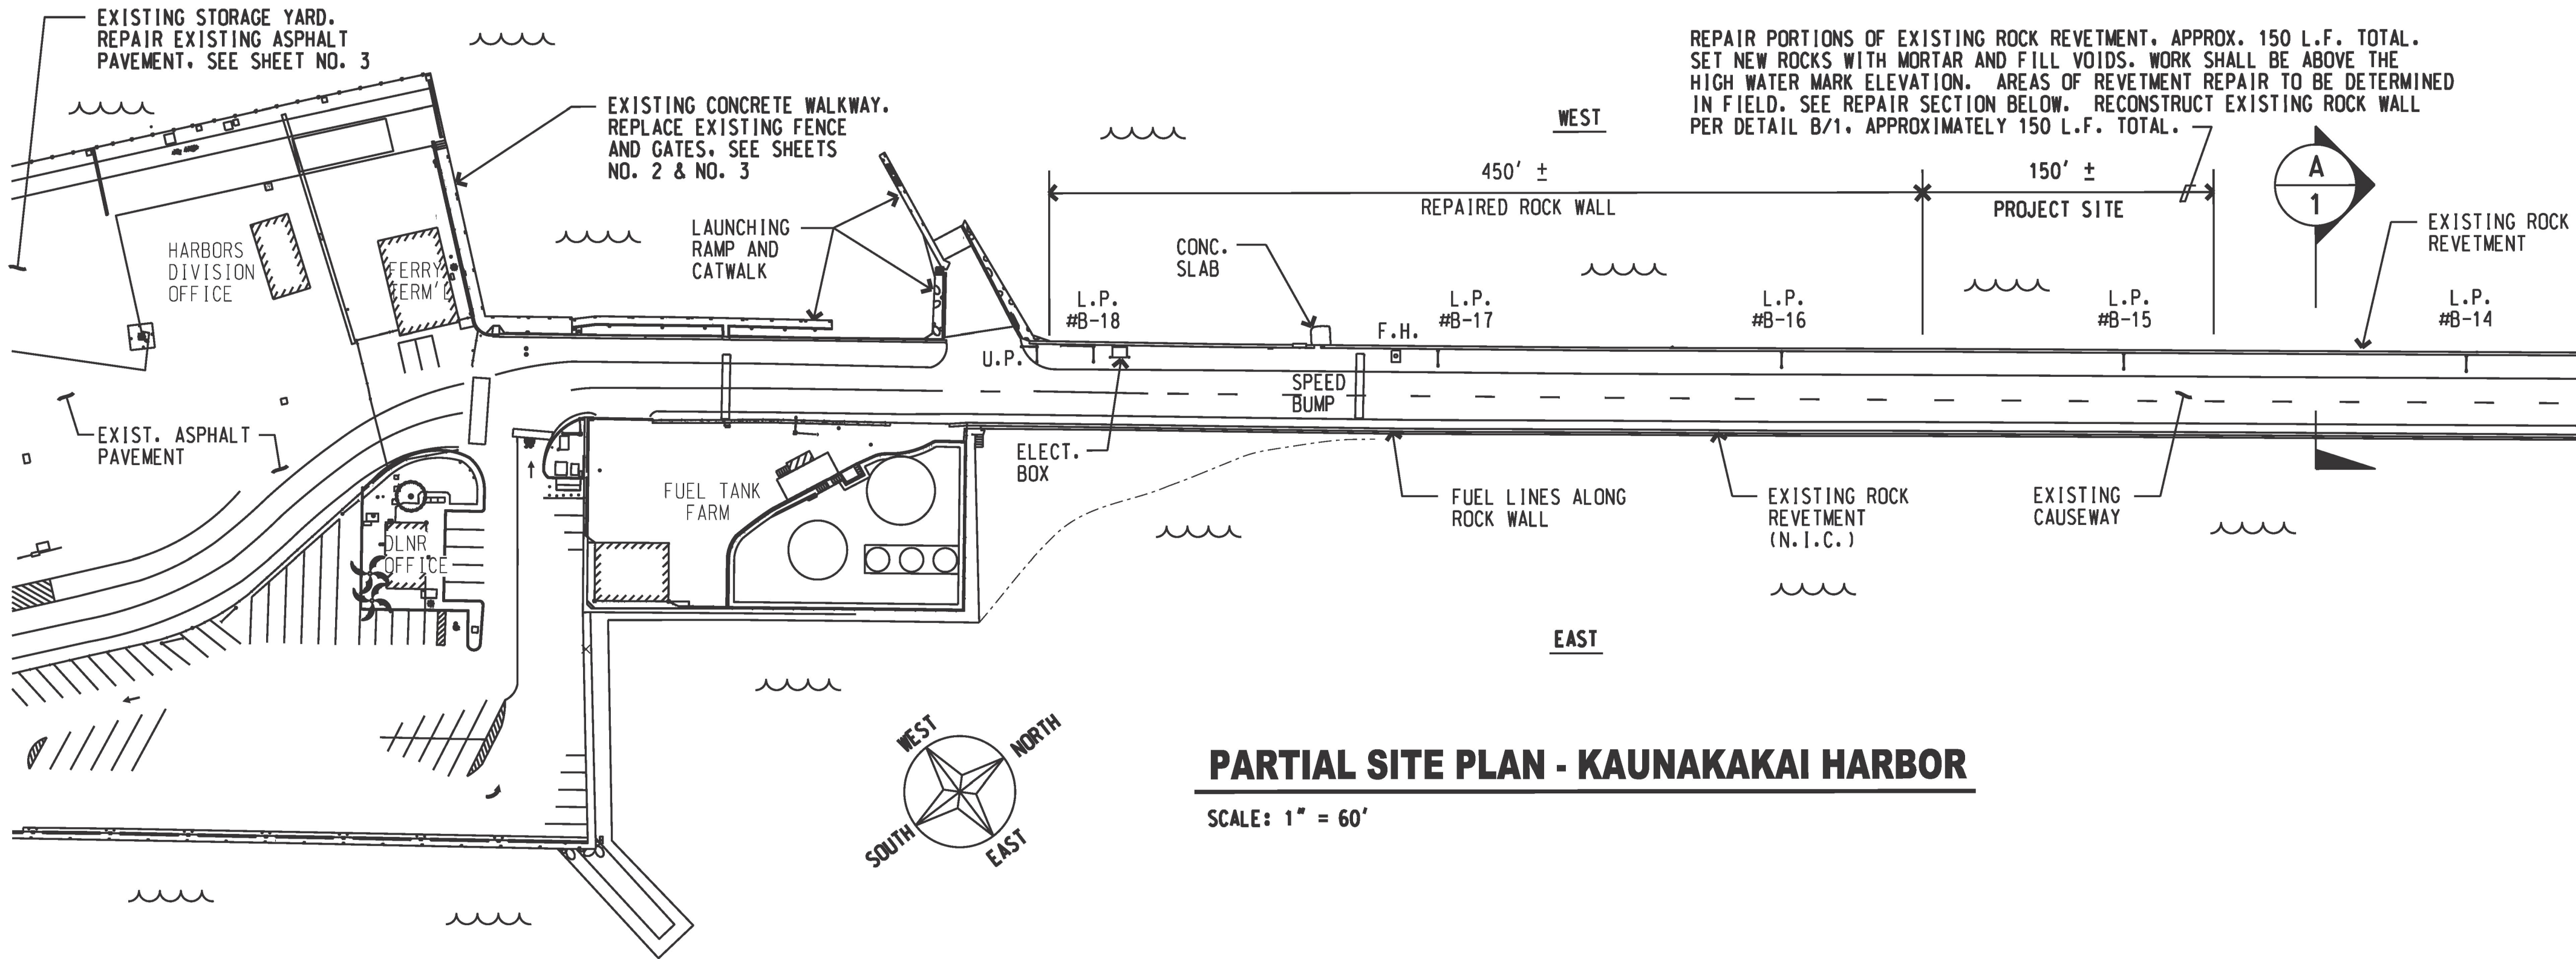 EXISTING STORAGE YARD.
REPAIR EXISTING ASPHALT
PAVEMENT. SEE SHEET NO. 3
EXISTING CONCRETE WALKWAY.
REPLACE EXISTING FENCE
AND GATES. SEE SHEETS
NO. 2 & NO. 3
REPAIR PORTIONS OF EXISTING ROCK REVETMENT. APPROX. 150 L.F. TOTAL.
SET NEW ROCKS WITH MORTAR AND FILL VOIDS. WORK SHALL BE ABOVE THE
HIGH WATER MARK ELEVATION. AREAS OF REVETMENT REPAIR TO BE DETERMINED
IN FIELD. SEE REPAIR SECTION BELOW. RECONSTRUCT EXISTING ROCK WALL
PER DETAIL B/1. APPROXIMATELY 150 L.F. TOTAL.
WEST
450' ±
REPAIRED ROCK WALL
150' ±
PROJECT SITE
A
1
EXISTING ROCK
REVETMENT
LAUNCHING
RAMP AND
CATWALK
CONC.
SLAB
HARBORS
DIVISION
OFFICE
FERRY
TERM'L
L.P.
#B-18
L.P.
#B-17
L.P.
#B-16
L.P.
#B-15
L.P.
#B-14
F.H.
U.P.
SPEED
BUMP
EXIST. ASPHALT
PAVEMENT
ELECT.
BOX
FUEL TANK
FARM
FUEL LINES ALONG
ROCK WALL
EXISTING ROCK
REVETMENT
(N.I.C.)
EXISTING
CAUSEWAY
DLNR
OFFICE
&
EAST
WEST
NORTH
SOUTH
EAST
PARTIAL SITE PLAN - KAUNAKAKAI HARBOR
SCALE: 1" = 60'